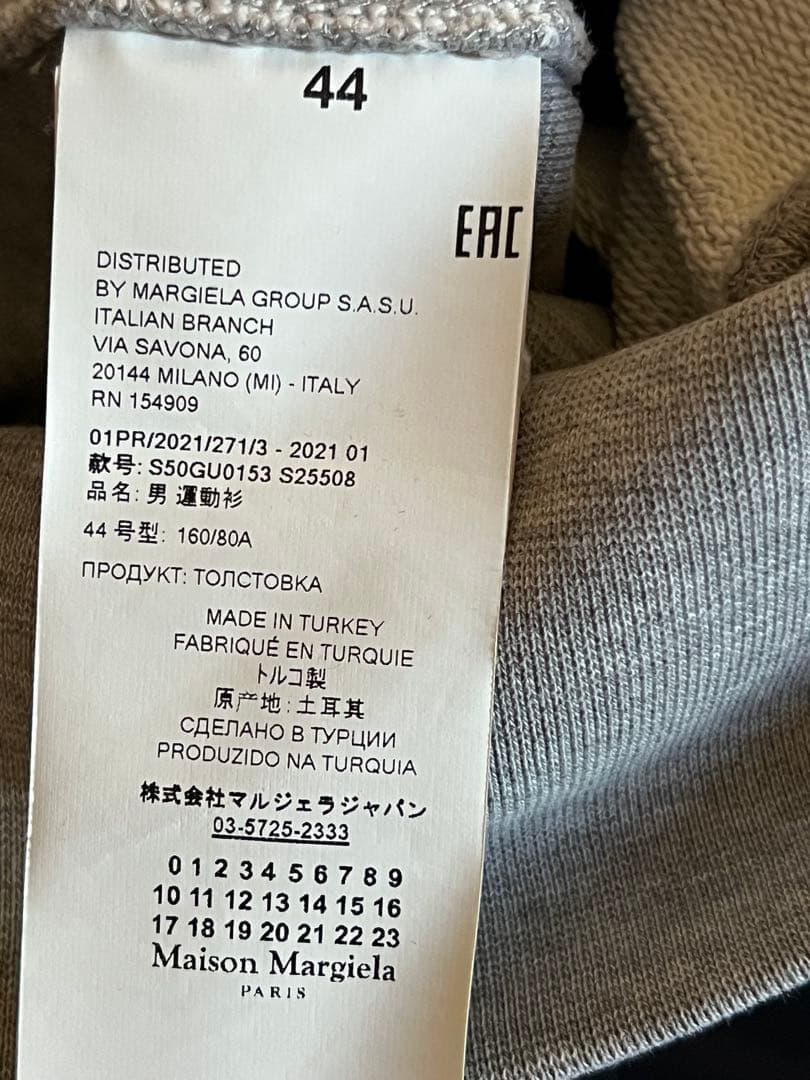 44
EAC
DISTRIBUTED
BY MARGIELA GROUP S.A.S.U.
ITALIAN BRANCH
VIA SAVONA, 60
20144 MILANO (MI) - ITALY
RN 154909
01PR/2021/271/3 - 2021 01
款号: S50GU0153 S25508
品名: 男 運動衫
44 号型: 160/80A
ПРОДУКТ: ТОЛСТОВКА
MADE IN TURKEY
FABRIQUÉ EN TURQUIE
トルコ製
原产地: 土耳其
СДЕЛАНО В ТУРЦИИ
PRODUZIDO NA TURQUIA
株式会社マルジェラジャパン
03-5725-2333
0 1 2 3 4 5 6 7 8 9
10 11 12 13 14 15 16
17 18 19 20 21 22 23
Maison Margiela
PARIS